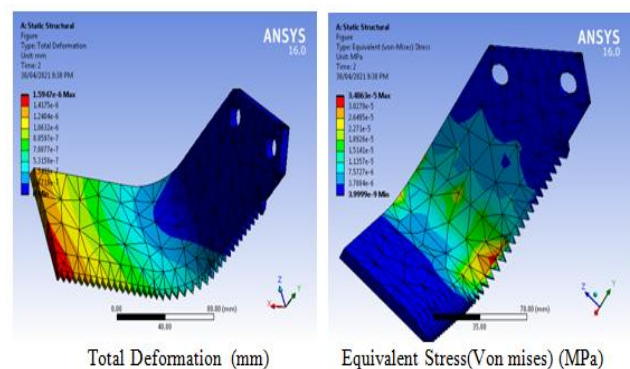 A: Static Structural
Figure
Type: Total Deformation
Unit: mm
Time: 2
30/04/2021 9:38 PM
ANSYS
16.0
1.5947e-6 Max
1.4175e-6
1.2404e-6
1.0632e-6
8.8597e-7
7.0877e-7
5.3158e-7
0 Min
0.00
80.00 (mm)
40.00
X
Y
Z
A: Static Structural
Figure
Type: Equivalent (von-Mises) Stress
Unit: MPa
Time: 2
30/04/2021 9:38 PM
ANSYS
16.0
3.4063e-5 Max
3.0278e-5
2.6495e-5
2.271e-5
1.8926e-5
1.5141e-5
1.1357e-5
7.5727e-6
3.7884e-6
3.9999e-9 Min
70.00 (mm)
35.00
Z
Y
Total Deformation (mm)
Equivalent Stress(Von mises) (MPa)